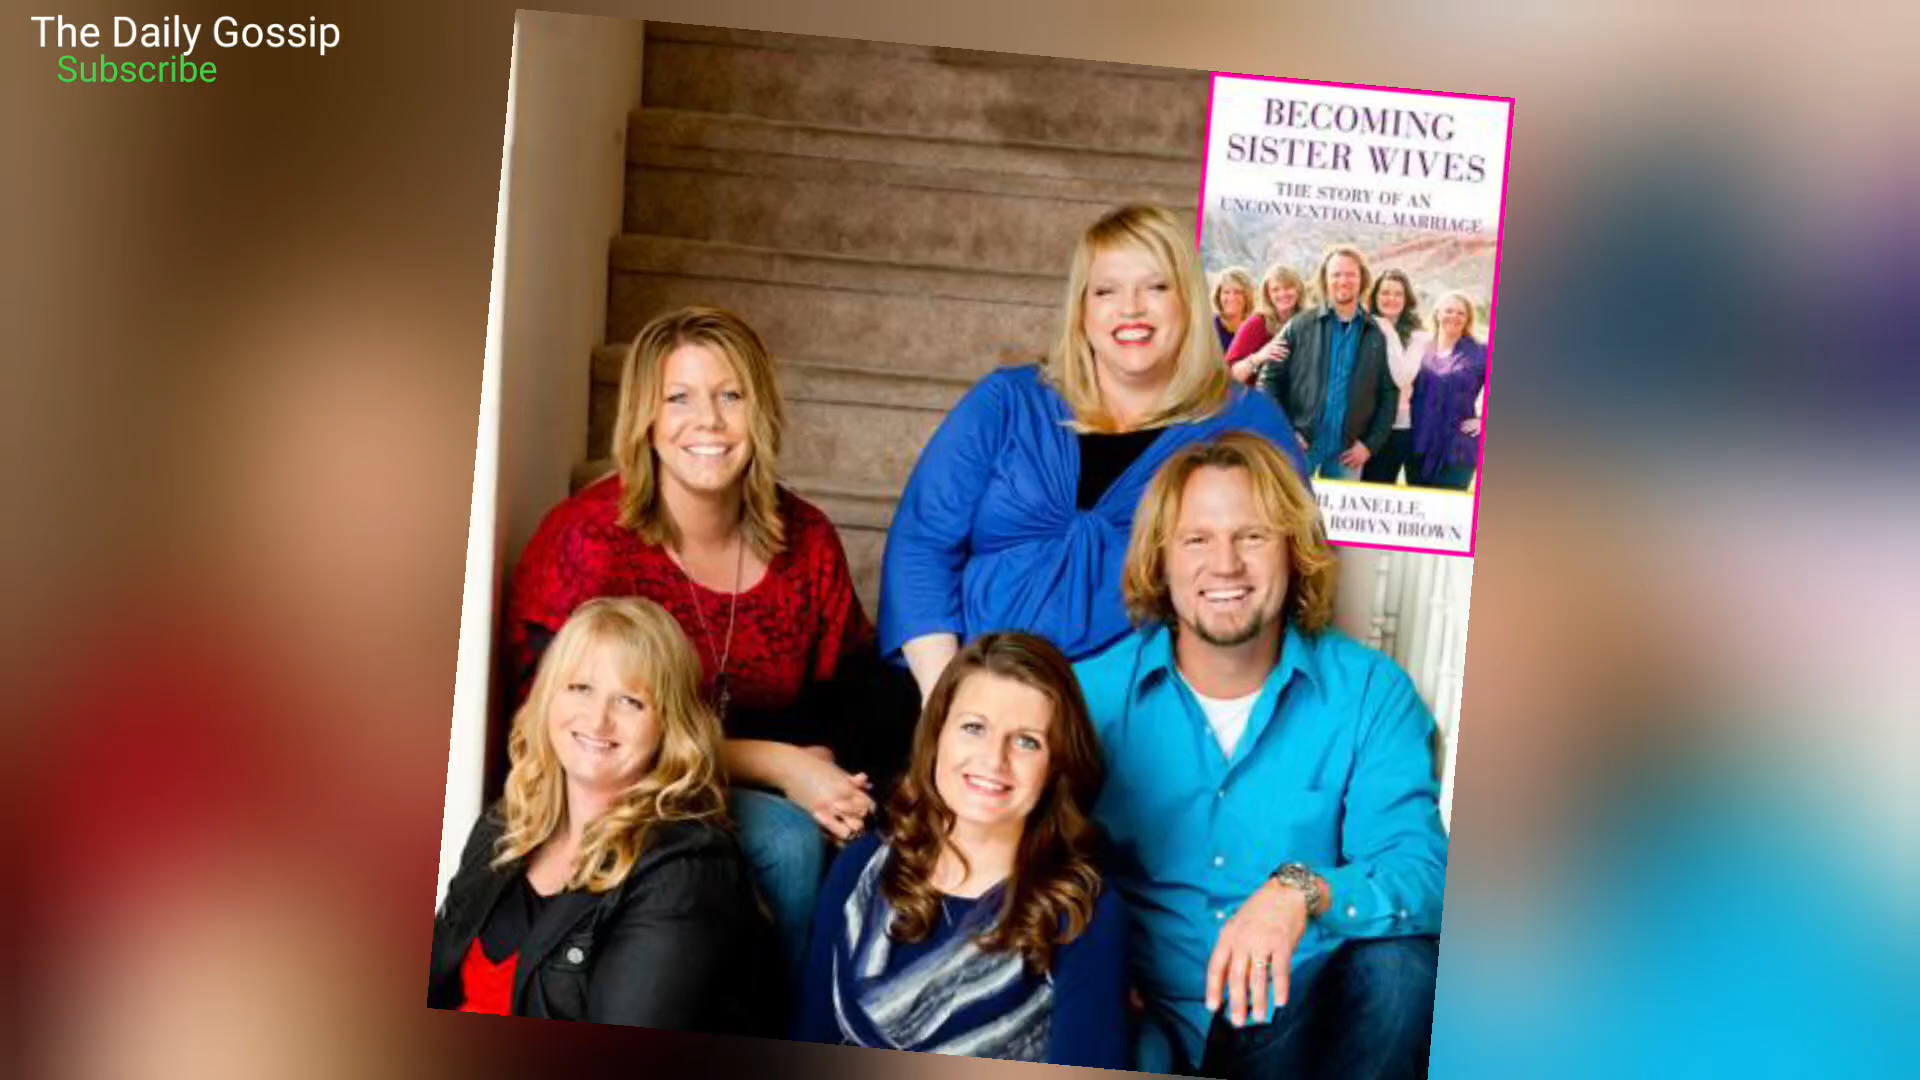 The Daily Gossip
Subscribe
BECOMING
SISTER WIVES
THE STORY OF AN
UNCONVENTIONAL MARRIAGE
JANELLE,
ROBYN BROWN